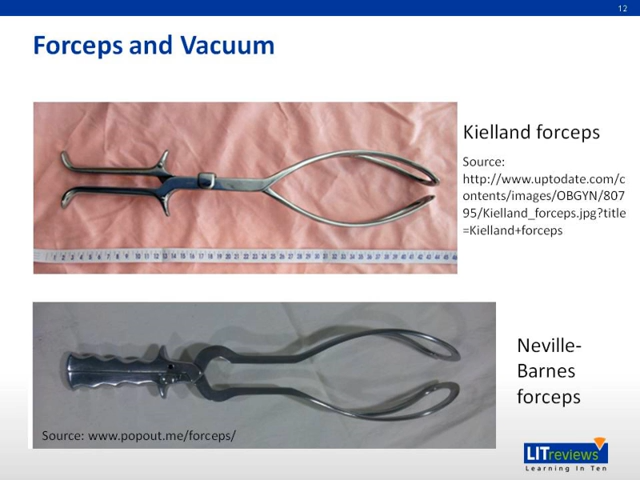 12
Forceps and Vacuum
Kielland forceps
Source:
http://www.uptodate.com/c
ontents/images/OBGYN/807
95/Kielland_forceps.jpg?title
=Kielland+forceps
Neville-
Barnes
forceps
Source: www.popout.me/forceps/
LITreviews
Learning In Ten